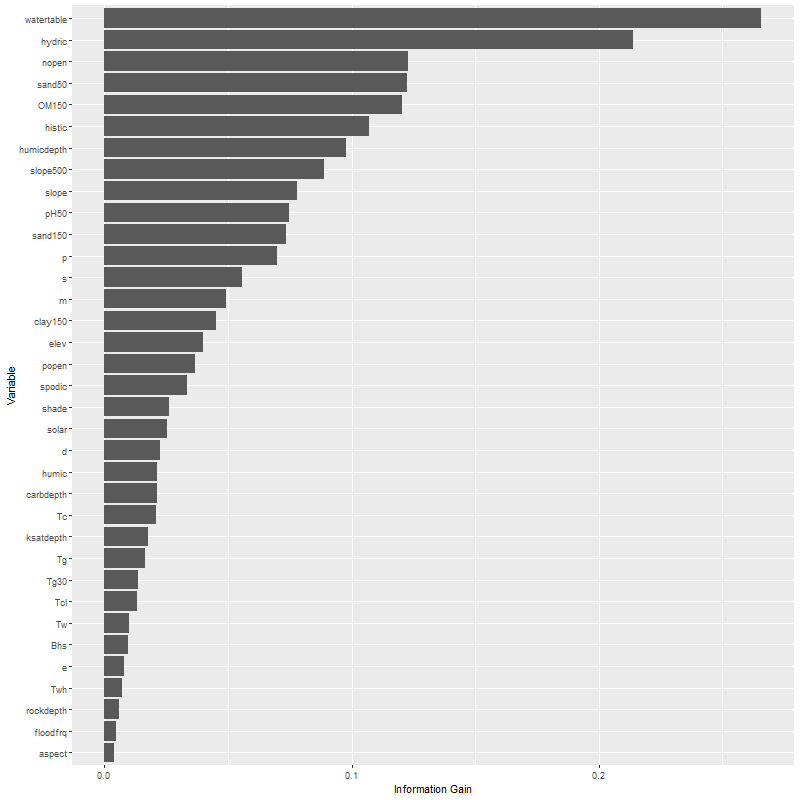 watertable
hydric
nopen
sand50
OM150
histic
humicdepth
slope500
slope
pH50
sand150
p
s
m
clay150
elev
popen
spodic
shade
solar
d
humic
carbdepth
Tc
ksatdepth
Tg
Tg30
Tcl
Tw
Bhs
e
Twh
rockdepth
floodfrq
aspect
Variable
0.0 0.1 0.2
Information Gain